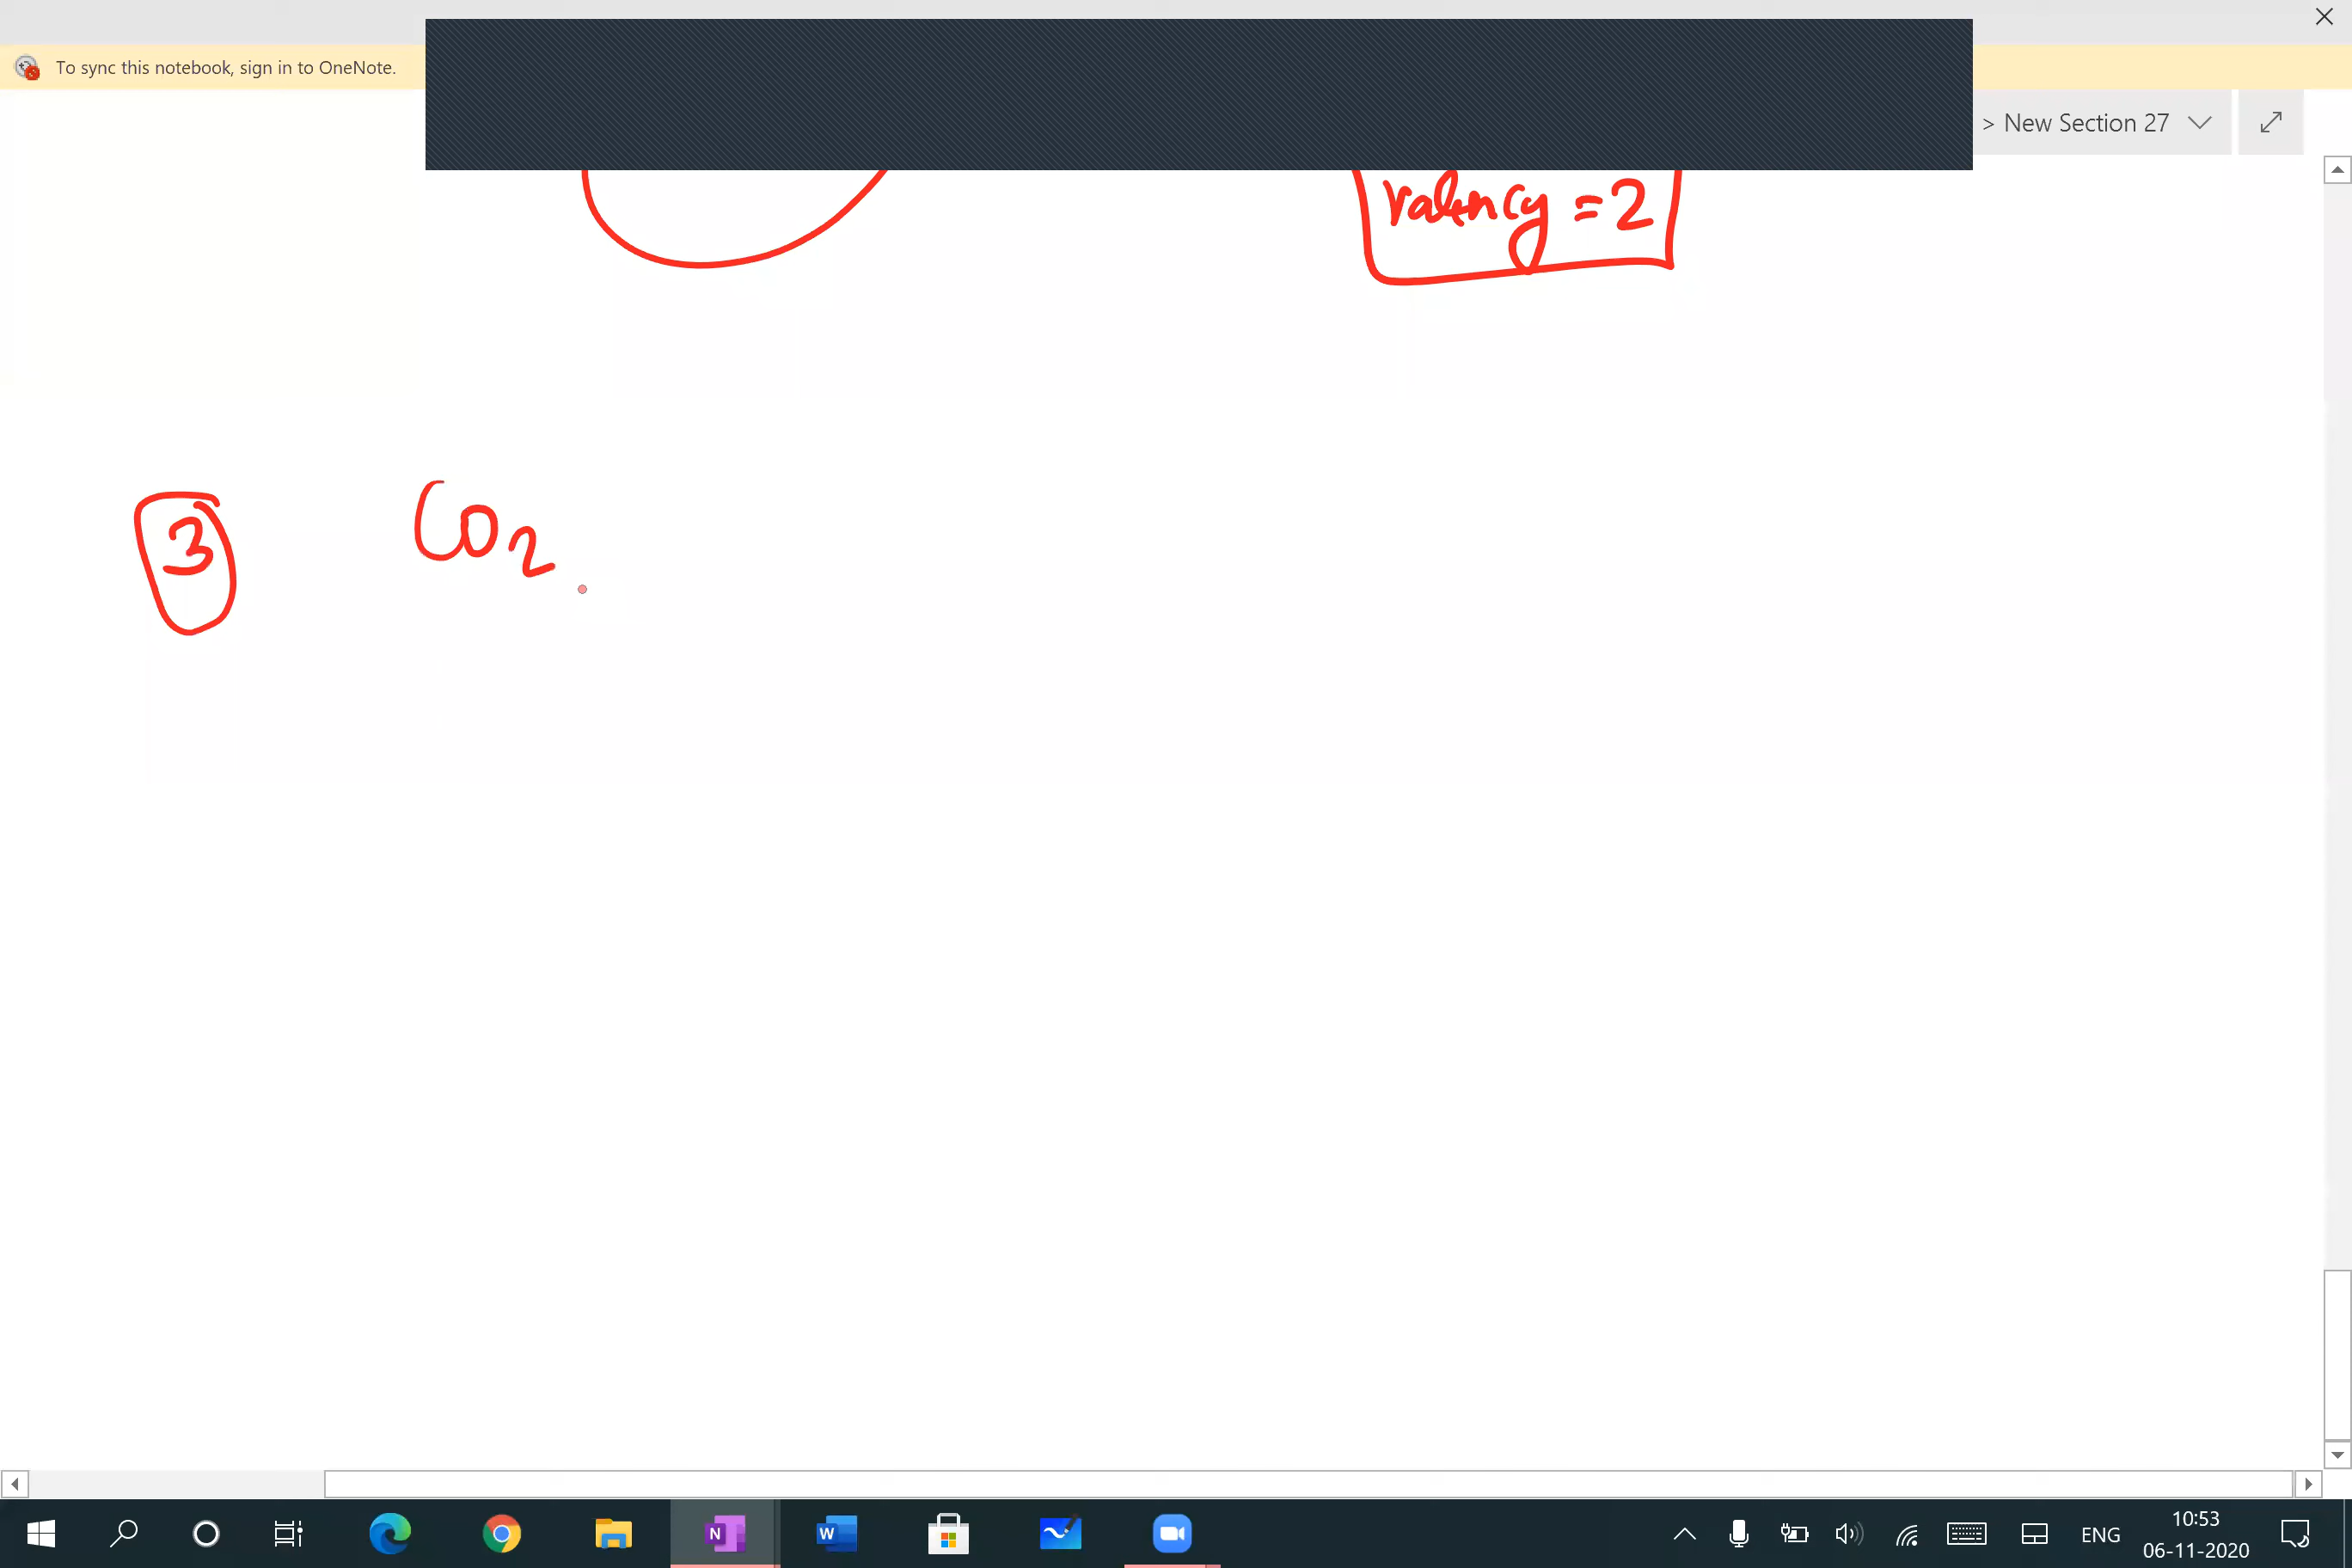 To sync this notebook, sign in to OneNote.
> New Section 27
valency = 2
3 CO2
ENG
10:53
06-11-2020